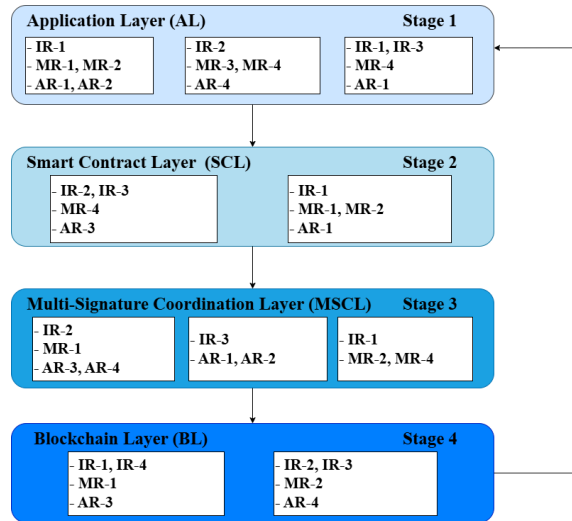 Application Layer (AL) Stage 1
- IR-1
- MR-1, MR-2
- AR-1, AR-2
- IR-2
- MR-3, MR-4
- AR-4
- IR-1, IR-3
- MR-4
- AR-1
Smart Contract Layer (SCL) Stage 2
- IR-2, IR-3
- MR-4
- AR-3
- IR-1
- MR-1, MR-2
- AR-1
Multi-Signature Coordination Layer (MSCL) Stage 3
- IR-2
- MR-1
- AR-3, AR-4
- IR-3
- AR-1, AR-2
- IR-1
- MR-2, MR-4
Blockchain Layer (BL) Stage 4
- IR-1, IR-4
- MR-1
- AR-3
- IR-2, IR-3
- MR-2
- AR-4